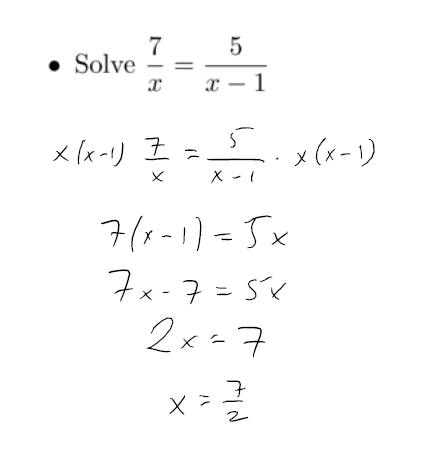 • Solve 7/x = 5/(x − 1)
x(x-1) 7/x = 5/(x-1) · x(x-1)
7(x-1) = 5x
7x - 7 = 5x
2x = 7
x = 7/2